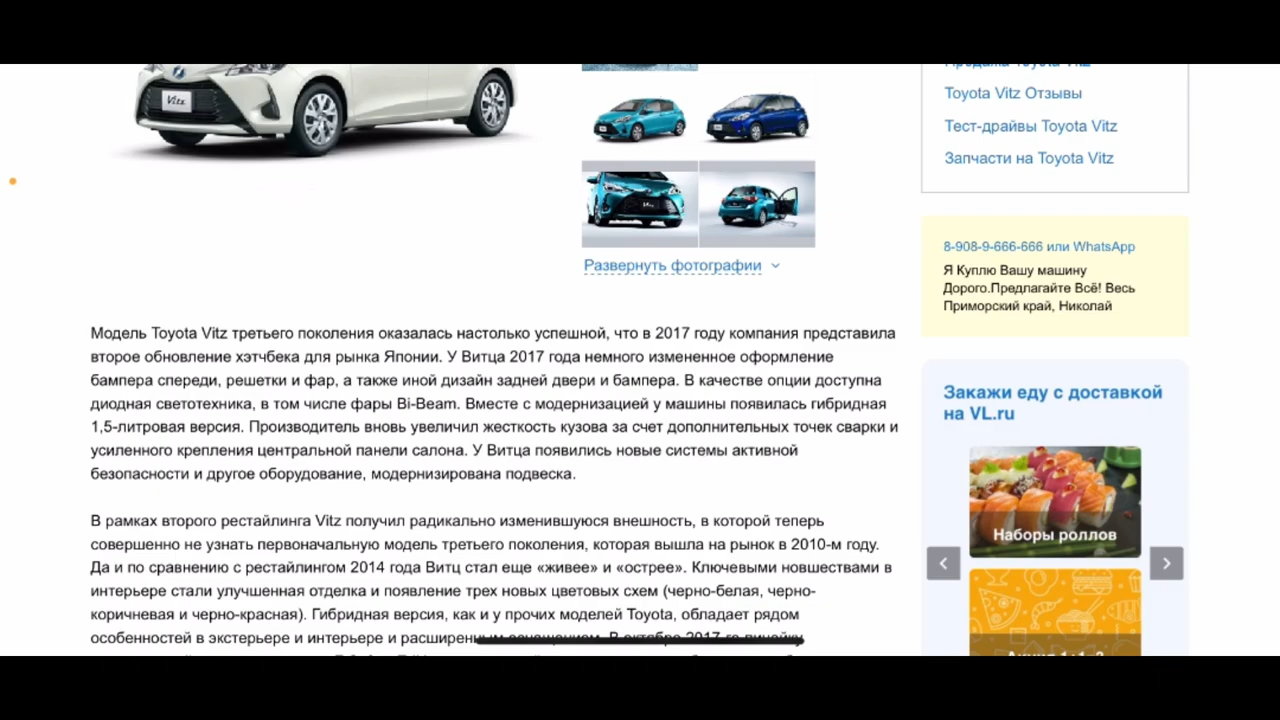 Vitz
Продажа Toyota Vitz
Toyota Vitz Отзывы
Тест-драйвы Toyota Vitz
Запчасти на Toyota Vitz
Развернуть фотографии
8-908-9-666-666 или WhatsApp
Я Куплю Вашу машину
Дорого.Предлагайте Всё! Весь
Приморский край, Николай
Модель Toyota Vitz третьего поколения оказалась настолько успешной, что в 2017 году компания представила
второе обновление хэтчбека для рынка Японии. У Витца 2017 года немного измененное оформление
бампера спереди, решетки и фар, а также иной дизайн задней двери и бампера. В качестве опции доступна
диодная светотехника, в том числе фары Bi-Beam. Вместе с модернизацией у машины появилась гибридная
1,5-литровая версия. Производитель вновь увеличил жесткость кузова за счет дополнительных точек сварки и
усиленного крепления центральной панели салона. У Витца появились новые системы активной
безопасности и другое оборудование, модернизирована подвеска.
В рамках второго рестайлинга Vitz получил радикально изменившуюся внешность, в которой теперь
совершенно не узнать первоначальную модель третьего поколения, которая вышла на рынок в 2010-м году.
Да и по сравнению с рестайлингом 2014 года Витц стал еще «живее» и «острее». Ключевыми новшествами в
интерьере стали улучшенная отделка и появление трех новых цветовых схем (черно-белая, черно-
коричневая и черно-красная). Гибридная версия, как и у прочих моделей Toyota, обладает рядом
особенностей в экстерьере и интерьере и расширенным оснащением. В октябре 2017-го линейку
Закажи еду с доставкой
на VL.ru
Наборы роллов